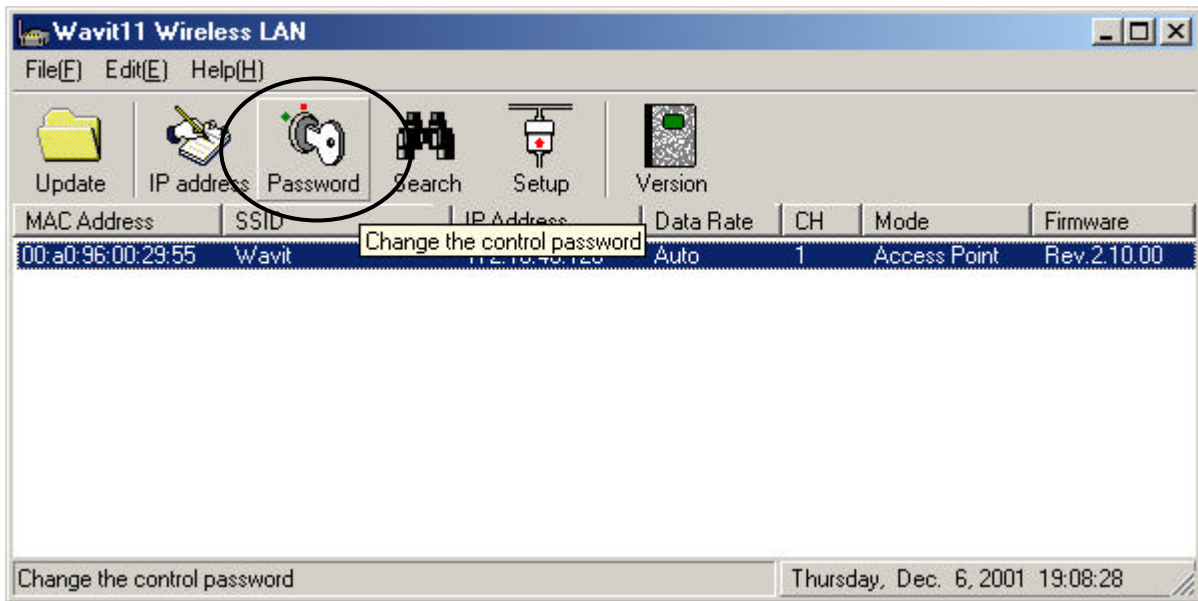 Wavit11 Wireless LAN
File(F) Edit(E) Help(H)
Update IP address Password Search Setup Version
MAC Address SSID IP Address Data Rate CH Mode Firmware
Change the control password
00:a0:96:00:29:55 Wavit Auto 1 Access Point Rev.2.10.00
Change the control password Thursday, Dec. 6, 2001 19:08:28